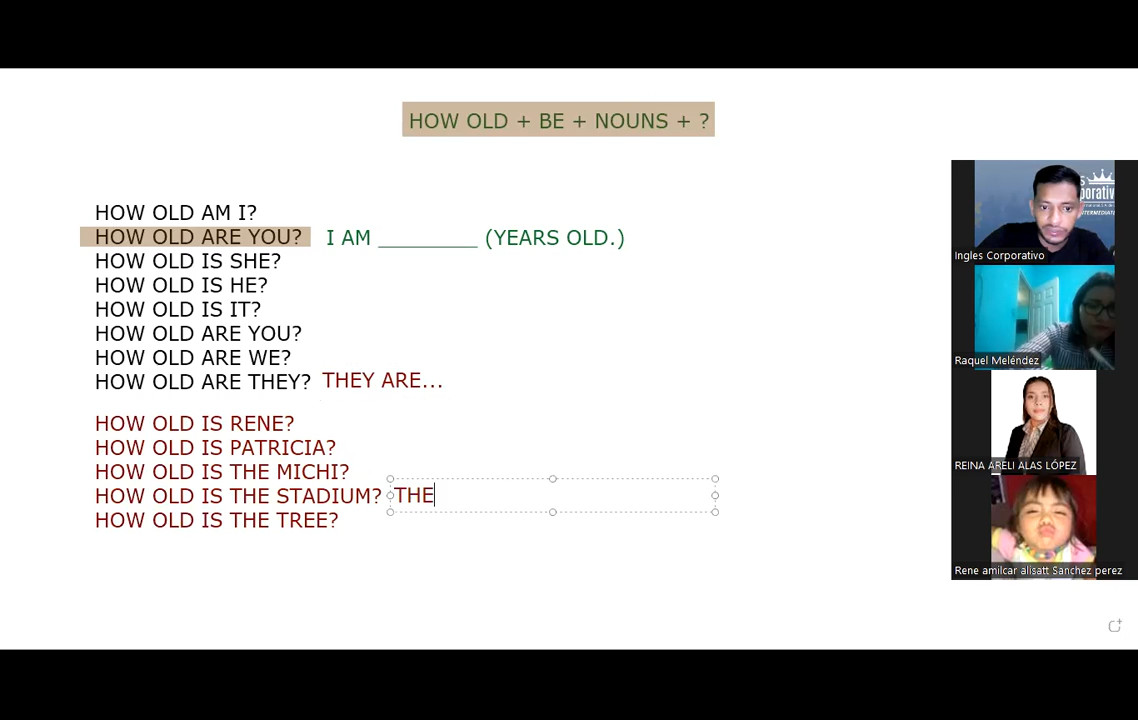 HOW OLD + BE + NOUNS + ?
HOW OLD AM I?
HOW OLD ARE YOU? I AM ________ (YEARS OLD.)
HOW OLD IS SHE?
HOW OLD IS HE?
HOW OLD IS IT?
HOW OLD ARE YOU?
HOW OLD ARE WE?
HOW OLD ARE THEY? THEY ARE...
HOW OLD IS RENE?
HOW OLD IS PATRICIA?
HOW OLD IS THE MICHI?
HOW OLD IS THE STADIUM? THE
HOW OLD IS THE TREE?
Ingles Corporativo
Raquel Meléndez
REINA ARELI ALAS LÓPEZ
Rene amilcar alisatt Sanchez perez